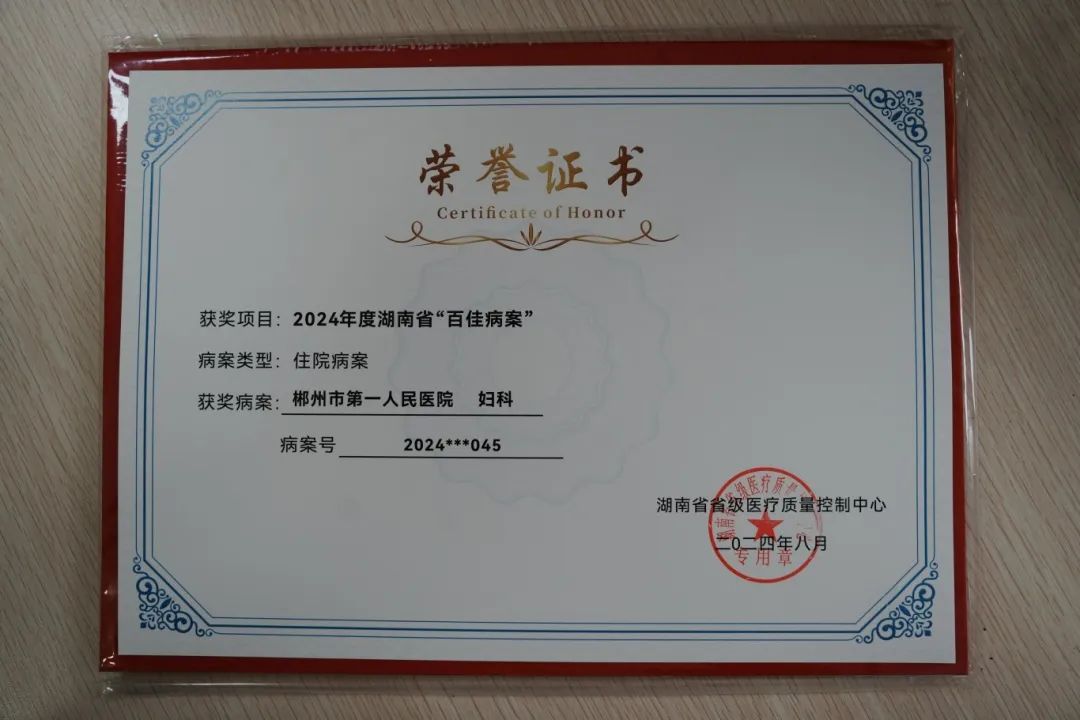 荣誉证书
Certificate of Honor
获奖项目：2024年度湖南省“百佳病案”
病案类型：住院病案
获奖病案：郴州市第一人民医院 妇科
病案号 2024***045
湖南省省级医疗质量控制中心
二0二四年八月
专用章